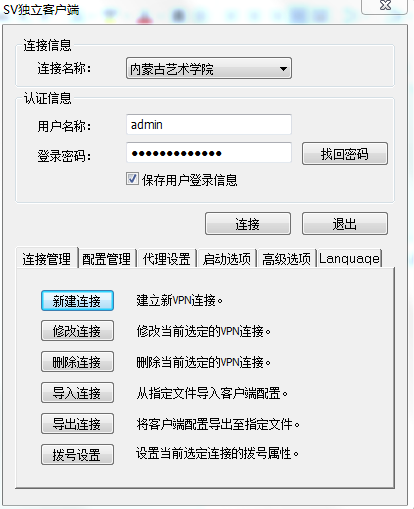 SV独立客户端
连接信息
连接名称： 内蒙古艺术学院
认证信息
用户名称： admin
登录密码： ●●●●●●●●●●●●● 找回密码
保存用户登录信息
连接 退出
连接管理 配置管理 代理设置 启动选项 高级选项 Language
新建连接 建立新VPN连接。
修改连接 修改当前选定的VPN连接。
删除连接 删除当前选定的VPN连接。
导入连接 从指定文件导入客户端配置。
导出连接 将客户端配置导出至指定文件。
拨号设置 设置当前选定连接的拨号属性。